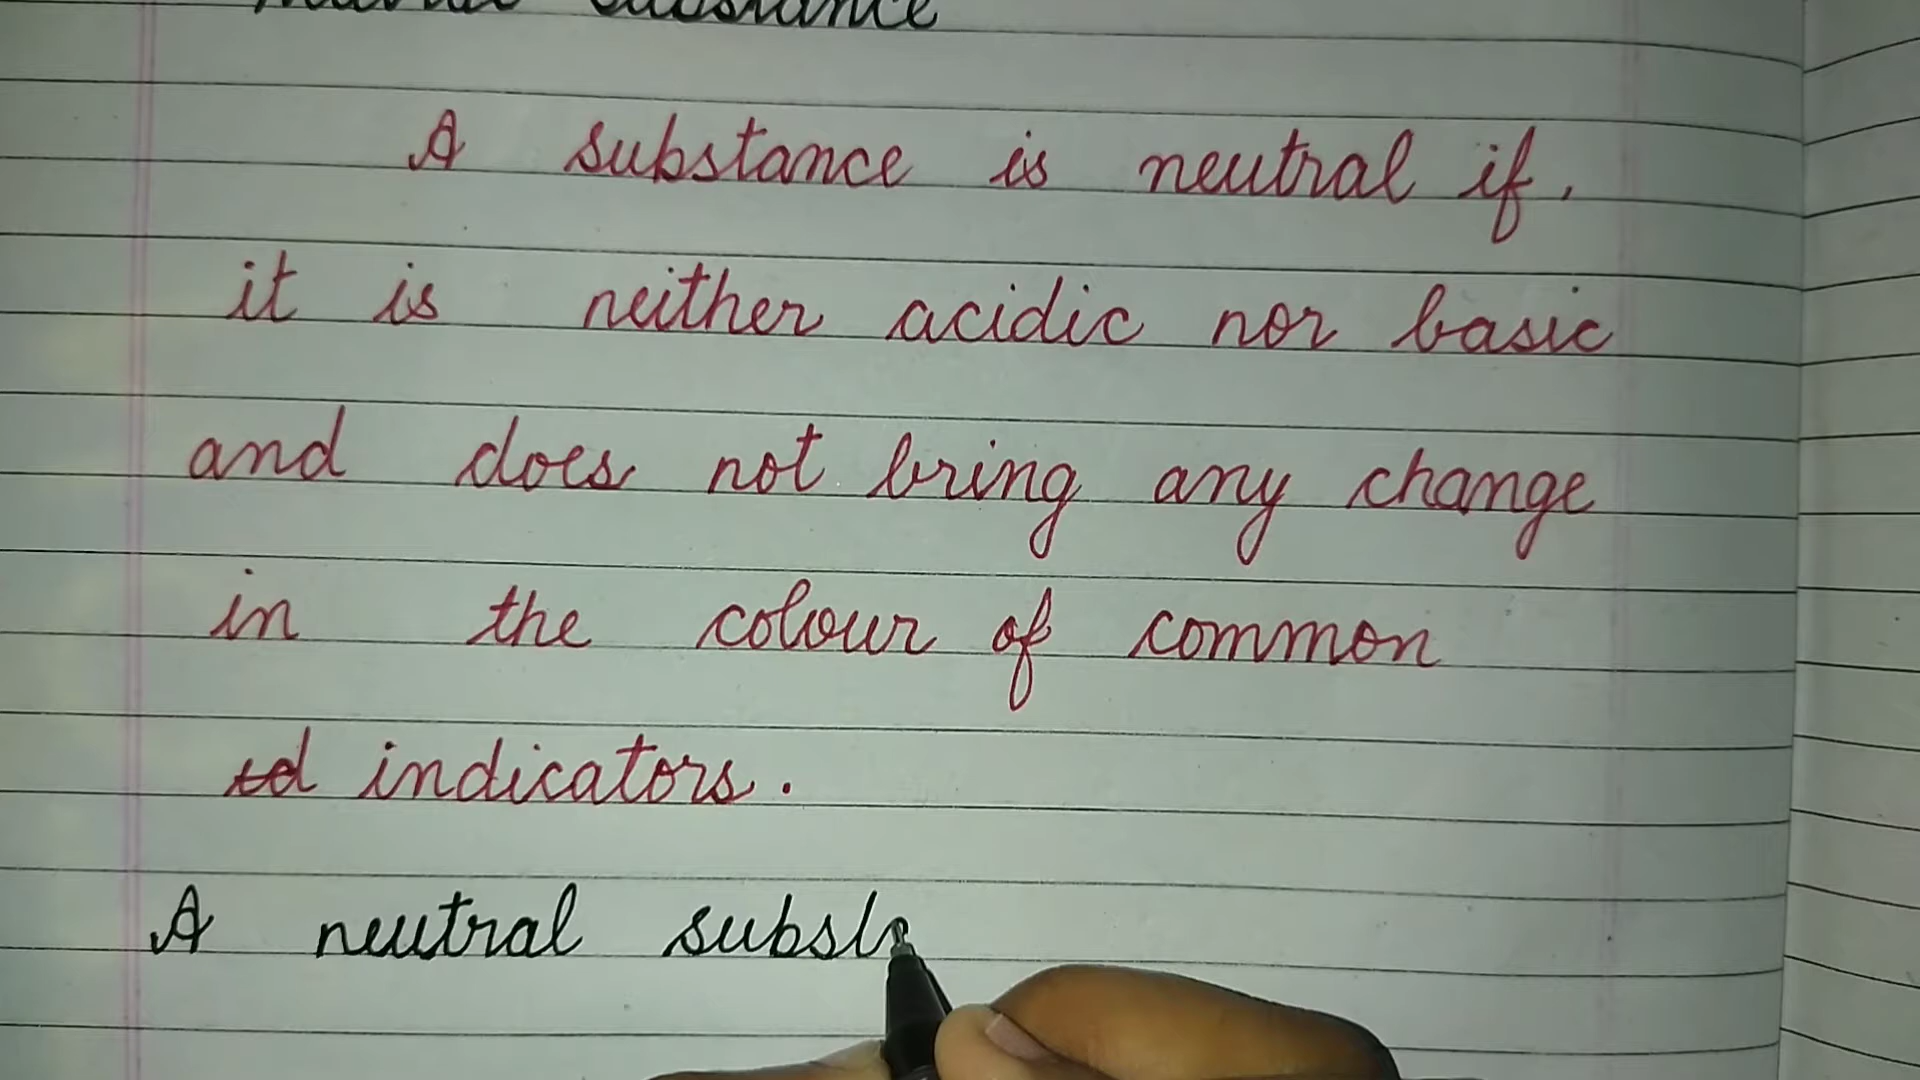 substance
A substance is neutral if,
it is neither acidic nor basic
and does not bring any change
in the colour of common
indicators.
A neutral